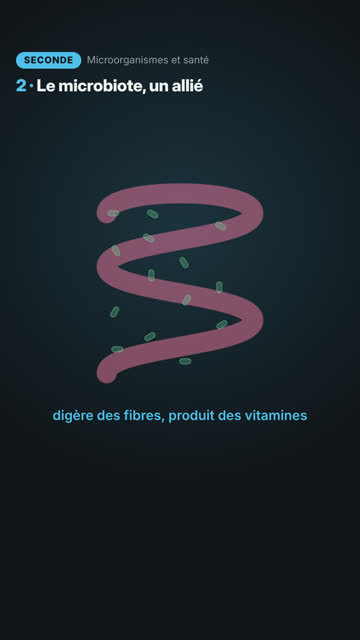 SECONDE Microorganismes et santé
2 · Le microbiote, un allié
digère des fibres, produit des vitamines